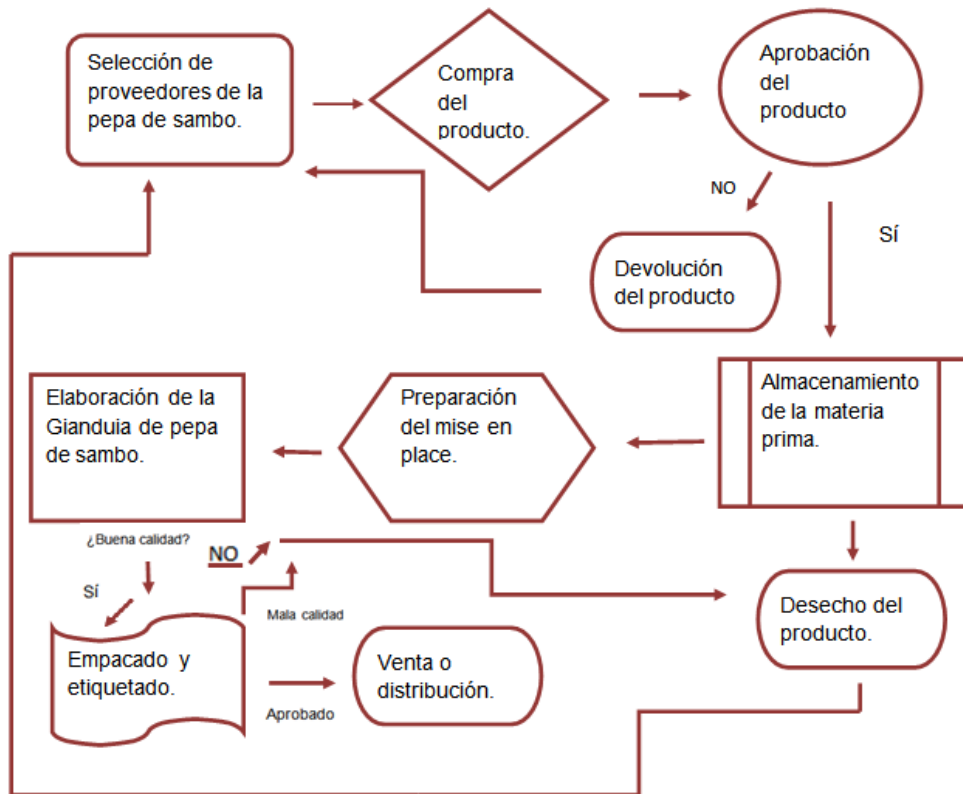 Selección de
proveedores de la
pepa de sambo.
Compra
del
producto.
Aprobación
del
producto
NO
Sí
Devolución
del producto
Elaboración de la
Gianduia de pepa
de sambo.
Preparación
del mise en
place.
Almacenamiento
de la materia
prima.
¿Buena calidad?
NO
Sí
Mala calidad
Desecho del
producto.
Empacado y
etiquetado.
Aprobado
Venta o
distribución.